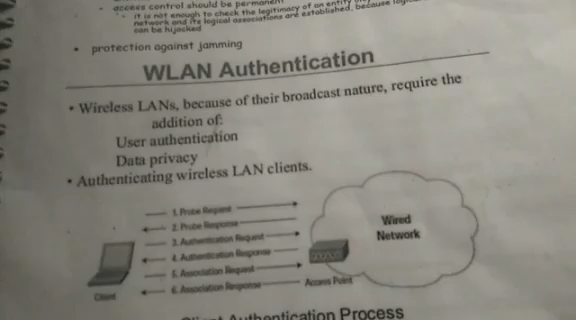 access control should be permanent
it is not enough to check the legitimacy of an entity
network and its logical associations are established, because
can be hijacked
protection against jamming
WLAN Authentication
• Wireless LANs, because of their broadcast nature, require the
addition of:
User authentication
Data privacy
• Authenticating wireless LAN clients.
1. Probe Request
2. Probe Response
3. Authentication Request
4. Authentication Response
5. Association Request
6. Association Response
Client
Access Point
Wired
Network
Client Authentication Process